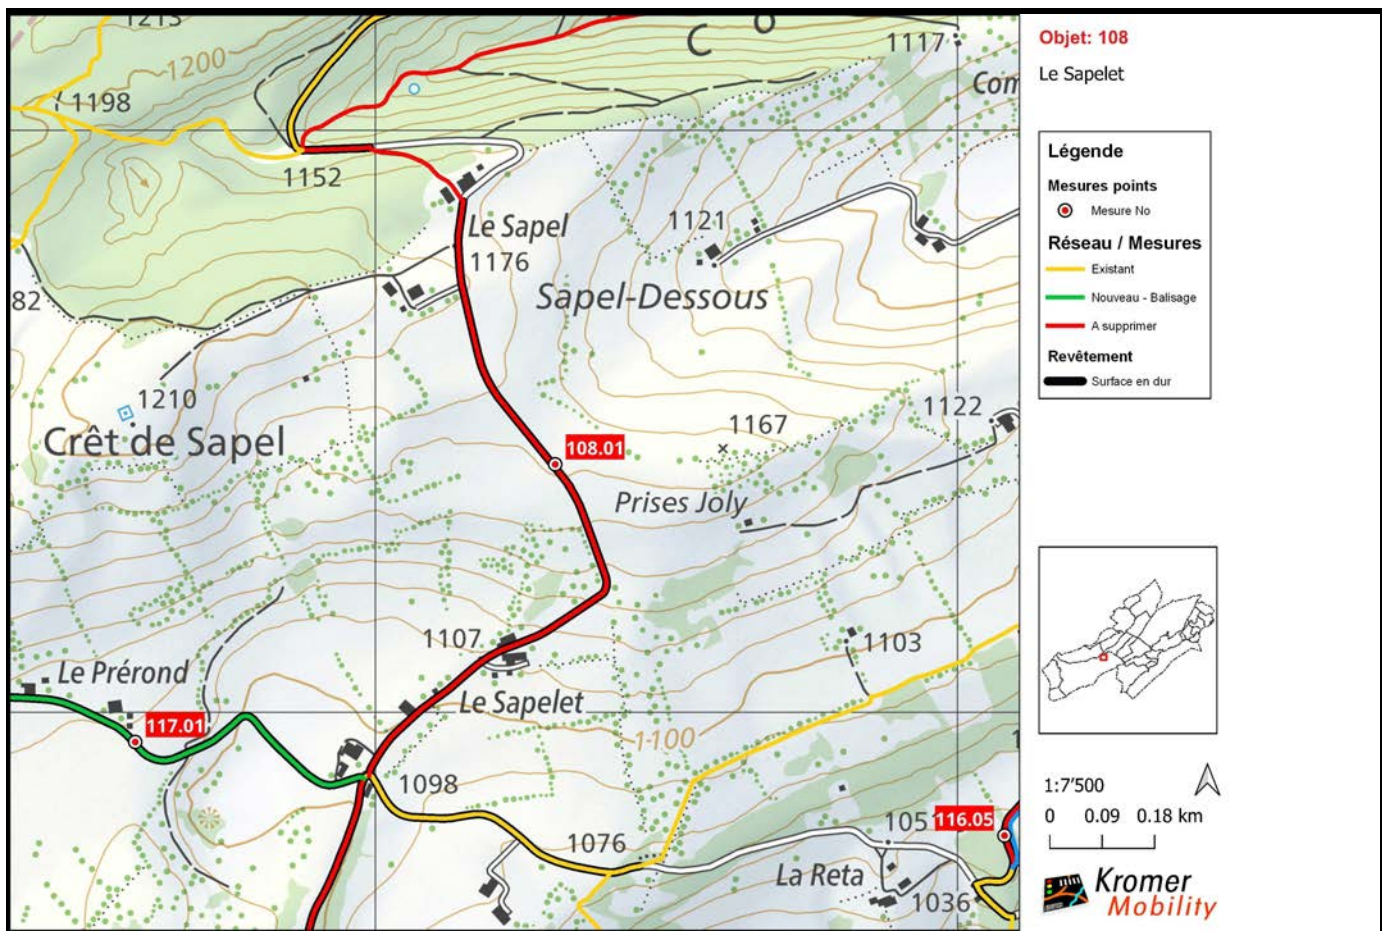 1213
C
O
1117
Com
1200
1198
1152
Le Sapel
1176
1121
Sapel-Dessous
82
1210
Crêt de Sapel
1122
1167
108.01
Prises Joly
1107
1103
Le Prérond
Le Sapelet
117.01
1100
1
1098
1076
1051
116.05
La Reta
1036
Objet: 108
Le Sapelet
Légende
Mesures points
Mesure No
Réseau / Mesures
Existant
Nouveau - Balisage
A supprimer
Revêtement
Surface en dur
1:7'500
0 0.09 0.18 km
Kromer
Mobility